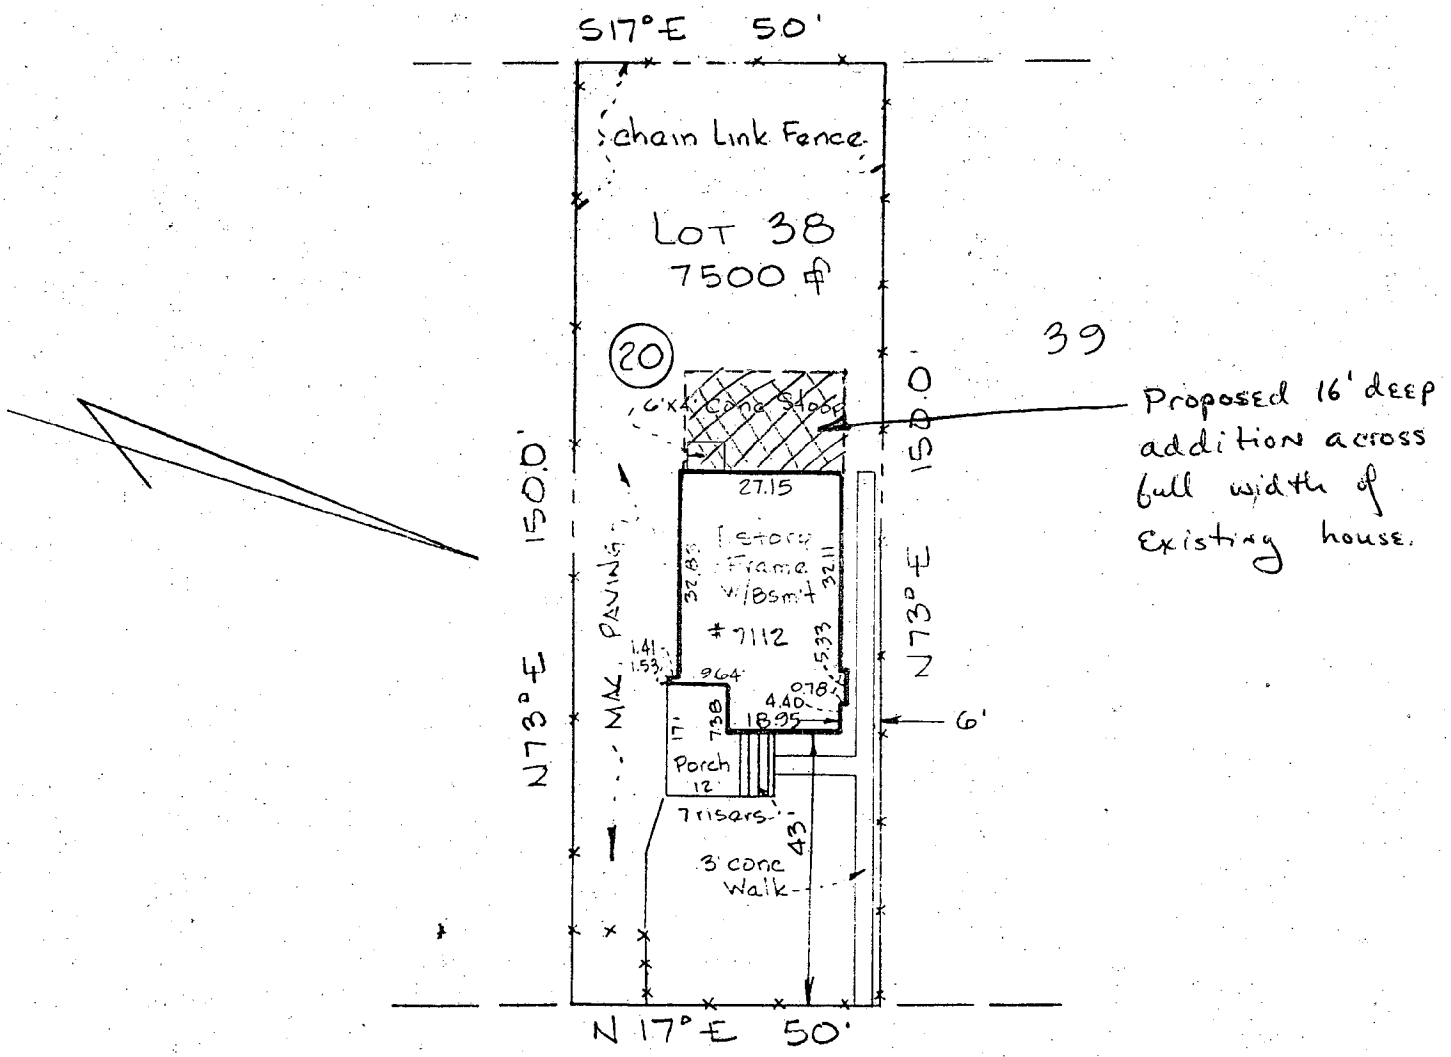 S17°E 50'
chain Link Fence
LOT 38
7500
39
20
6'x4' Conc Stoop
Proposed 16' deep
addition across
full width of
Existing house.
150.0'
150.0'
27.15
1 story
Frame
w/Bsm't
# 7112
32.85
32.11
MAC. PAVING
N73°E
N73°E
1.41
1.53
9.64
5.33
0.78
4.40
18.95
7.38
17'
6'
Porch
12'
7 risers
43'
3' conc
Walk
N 17°E 50'